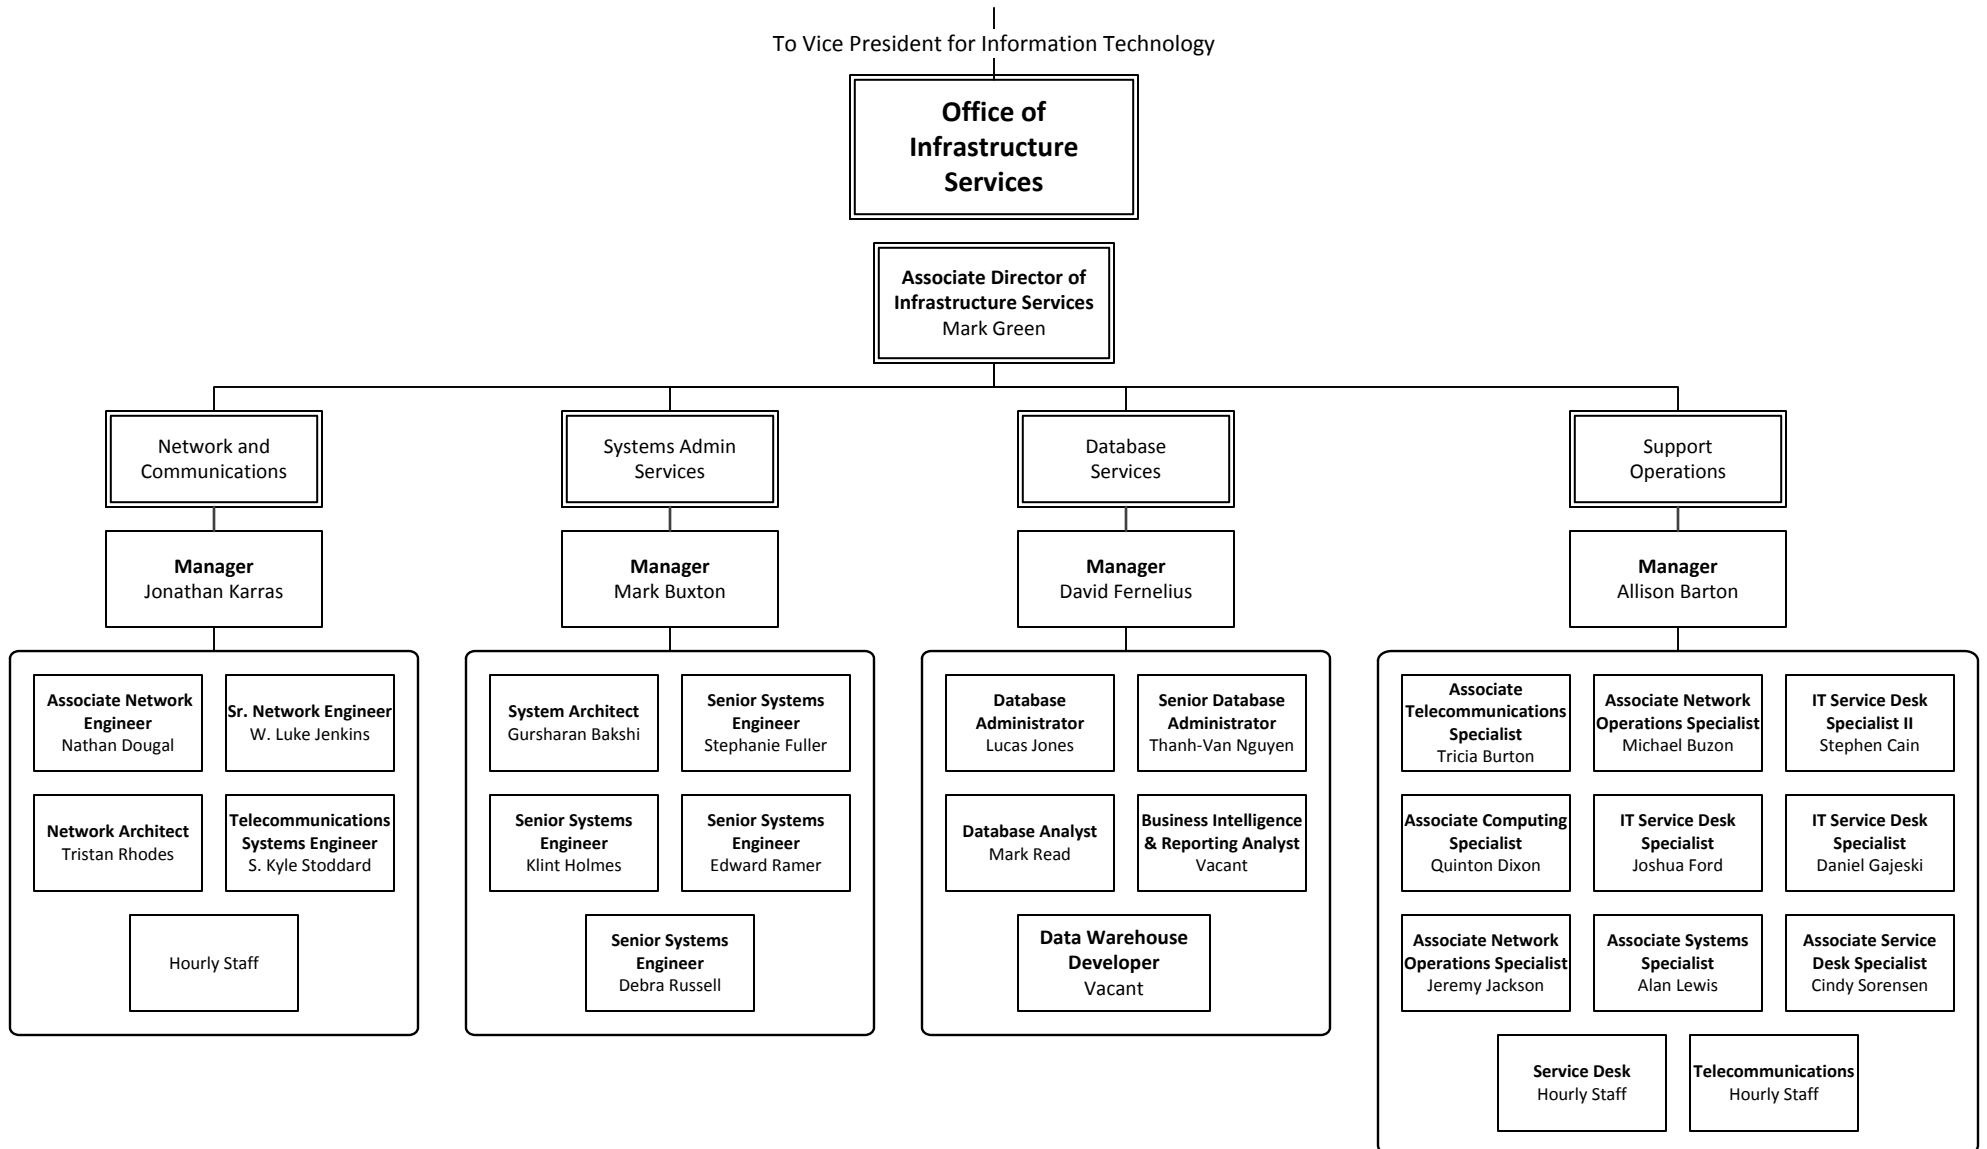 To Vice President for Information Technology
Office of
Infrastructure
Services
Associate Director of
Infrastructure Services
Mark Green
Network and
Communications
Systems Admin
Services
Database
Services
Support
Operations
Manager
Jonathan Karras
Manager
Mark Buxton
Manager
David Fernelius
Manager
Allison Barton
Associate Network
Engineer
Nathan Dougal
Sr. Network Engineer
W. Luke Jenkins
Network Architect
Tristan Rhodes
Telecommunications
Systems Engineer
S. Kyle Stoddard
Hourly Staff
System Architect
Gursharan Bakshi
Senior Systems
Engineer
Stephanie Fuller
Senior Systems
Engineer
Klint Holmes
Senior Systems
Engineer
Edward Ramer
Senior Systems
Engineer
Debra Russell
Database
Administrator
Lucas Jones
Senior Database
Administrator
Thanh-Van Nguyen
Database Analyst
Mark Read
Business Intelligence
& Reporting Analyst
Vacant
Data Warehouse
Developer
Vacant
Associate
Telecommunications
Specialist
Tricia Burton
Associate Network
Operations Specialist
Michael Buzon
IT Service Desk
Specialist II
Stephen Cain
Associate Computing
Specialist
Quinton Dixon
IT Service Desk
Specialist
Joshua Ford
IT Service Desk
Specialist
Daniel Gajeski
Associate Network
Operations Specialist
Jeremy Jackson
Associate Systems
Specialist
Alan Lewis
Associate Service
Desk Specialist
Cindy Sorensen
Service Desk
Hourly Staff
Telecommunications
Hourly Staff